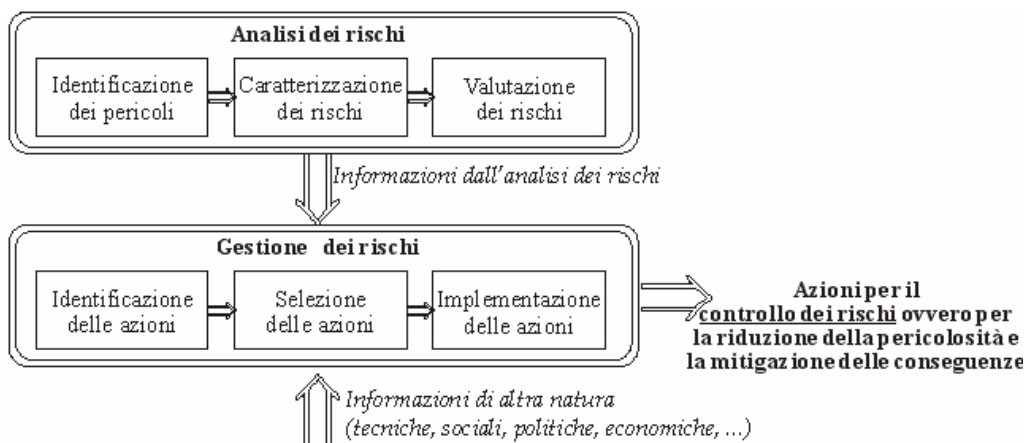 Analisi dei rischi
Identificazione
dei pericoli
Caratterizzazione
dei rischi
Valutazione
dei rischi
Informazioni dall'analisi dei rischi
Gestione dei rischi
Identificazione
delle azioni
Selezione
delle azioni
Implementazione
delle azioni
Azioni per il
controllo dei rischi ovvero per
la riduzione della pericolosità e
la mitigazione delle conseguenze
Informazioni di altra natura
(tecniche, sociali, politiche, economiche, ...)